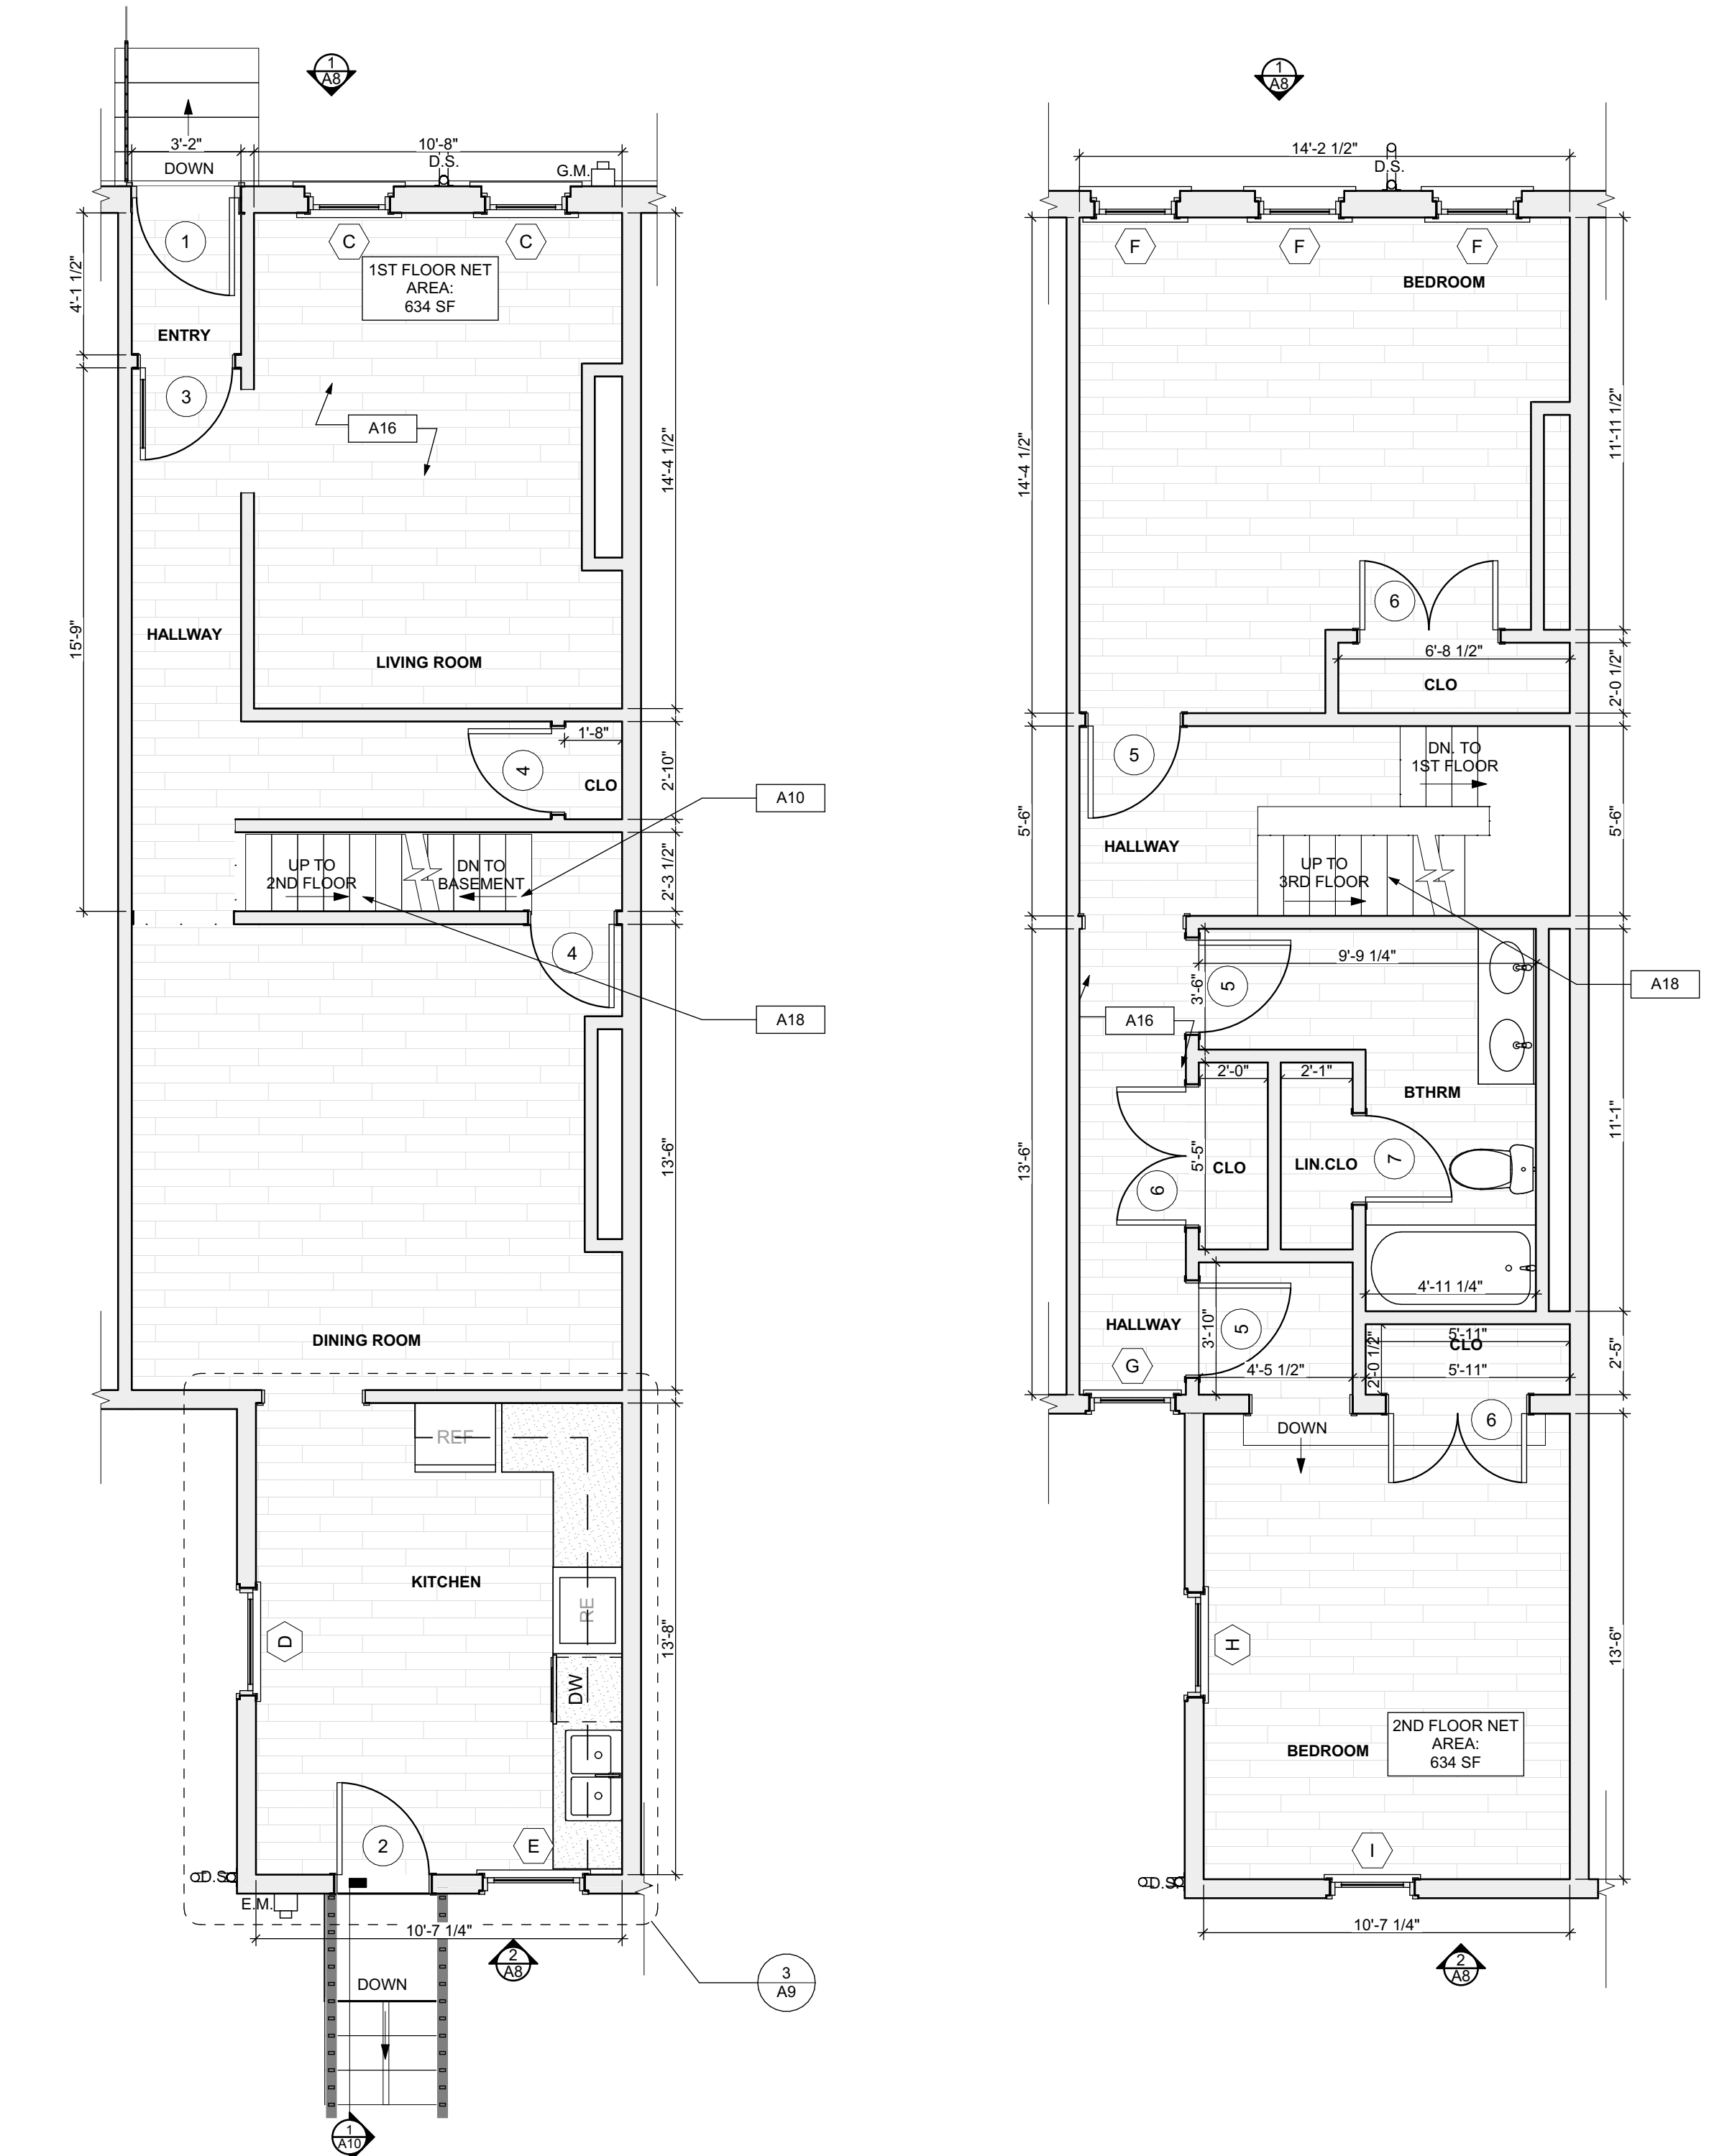 1
A8
3'-2"
10'-8"
D.S.
DOWN
G.M.
1
C
C
1ST FLOOR NET
AREA:
634 SF
4'-1 1/2"
ENTRY
3
A16
14'-4 1/2"
15'-9"
HALLWAY
LIVING ROOM
1'-8"
4
CLO
2'-10"
A10
UP TO
2ND FLOOR
DN TO
BASEMENT
2'-3 1/2"
4
A18
13'-6"
DINING ROOM
REF
KITCHEN
RE
D
13'-8"
DW
2
E
D.S.
E.M.
10'-7 1/4"
2
A8
DOWN
3
A9
1
A10
1
A8
14'-2 1/2"
D.S.
F
F
F
BEDROOM
14'-4 1/2"
11'-11 1/2"
6
6'-8 1/2"
CLO
2'-0 1/2"
5
DN. TO
1ST FLOOR
5'-6"
5'-6"
HALLWAY
UP TO
3RD FLOOR
9'-9 1/4"
3'-6"
5
A18
A16
2'-0"
2'-1"
BTHRM
11'-1"
13'-6"
5'-5"
CLO
LIN.CLO
7
6
4'-11 1/4"
HALLWAY
3'-10"
5
5'-11"
CLO
2'-0 1/2"
2'-5"
G
4'-5 1/2"
5'-11"
6
DOWN
H
13'-6"
2ND FLOOR NET
AREA:
634 SF
BEDROOM
I
D.S.
10'-7 1/4"
2
A8